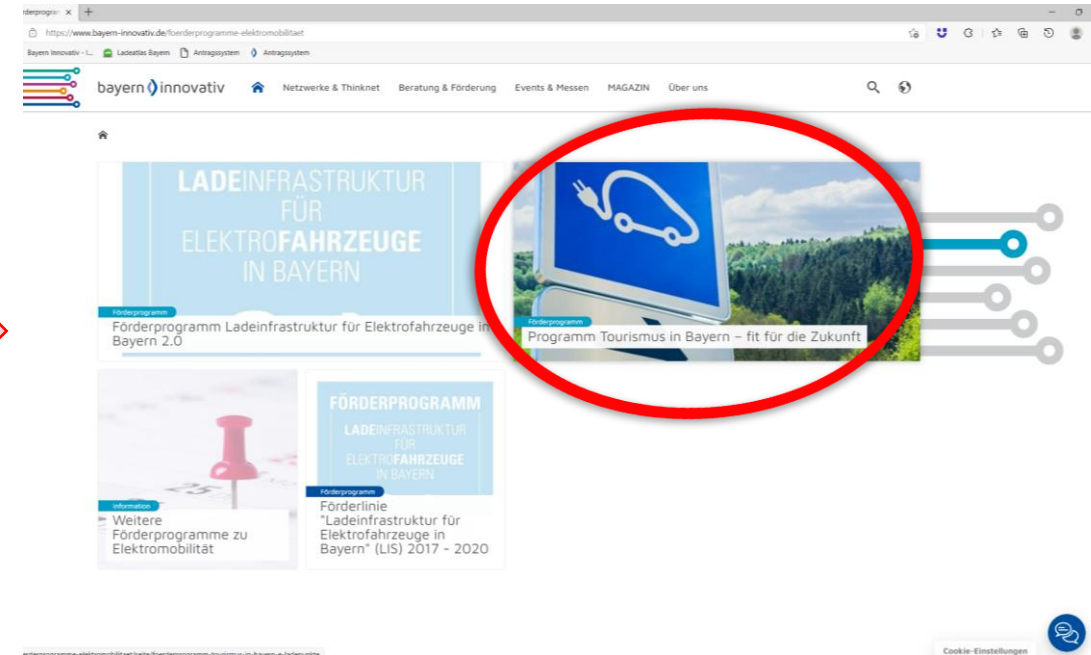 derprogram × +
https://www.bayern-innovativ.de/foerderprogramme-elektromobilitaet
Bayern Innovativ - I... Ladeatlas Bayern Antragssystem Antragssystem
bayern innovativ Netzwerke & Thinknet Beratung & Förderung Events & Messen MAGAZIN Über uns
LADEINFRASTRUKTUR
FÜR
ELEKTROFAHRZEUGE
IN BAYERN
Förderprogramm
Förderprogramm Ladeinfrastruktur für Elektrofahrzeuge in
Bayern 2.0
Förderprogramm
Programm Tourismus in Bayern – fit für die Zukunft
25
Information
Weitere
Förderprogramme zu
Elektromobilität
FÖRDERPROGRAMM
LADEINFRASTRUKTUR
FÜR
ELEKTROFAHRZEUGE
IN BAYERN
Förderprogramm
Förderlinie
"Ladeinfrastruktur für
Elektrofahrzeuge in
Bayern" (LIS) 2017 - 2020
Cookie-Einstellungen